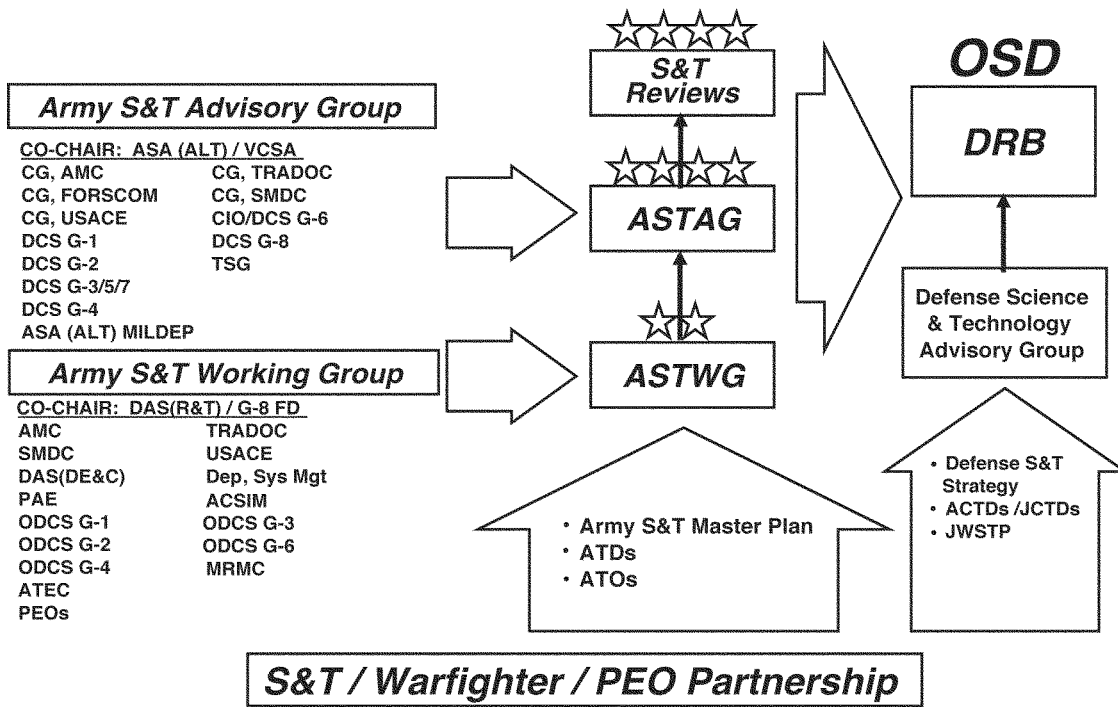 Army S&T Advisory Group
CO-CHAIR: ASA (ALT) / VCSA
CG, AMC CG, TRADOC
CG, FORSCOM CG, SMDC
CG, USACE CIO/DCS G-6
DCS G-1 DCS G-8
DCS G-2 TSG
DCS G-3/5/7
DCS G-4
ASA (ALT) MILDEP
Army S&T Working Group
CO-CHAIR: DAS(R&T) / G-8 FD
AMC TRADOC
SMDC USACE
DAS(DE&C) Dep, Sys Mgt
PAE ACSIM
ODCS G-1 ODCS G-3
ODCS G-2 ODCS G-6
ODCS G-4 MRMC
ATEC
PEOs
S&T
Reviews
ASTAG
ASTWG
• Army S&T Master Plan
• ATDs
• ATOs
OSD
DRB
Defense Science
& Technology
Advisory Group
• Defense S&T
Strategy
• ACTDs /JCTDs
• JWSTP
S&T / Warfighter / PEO Partnership